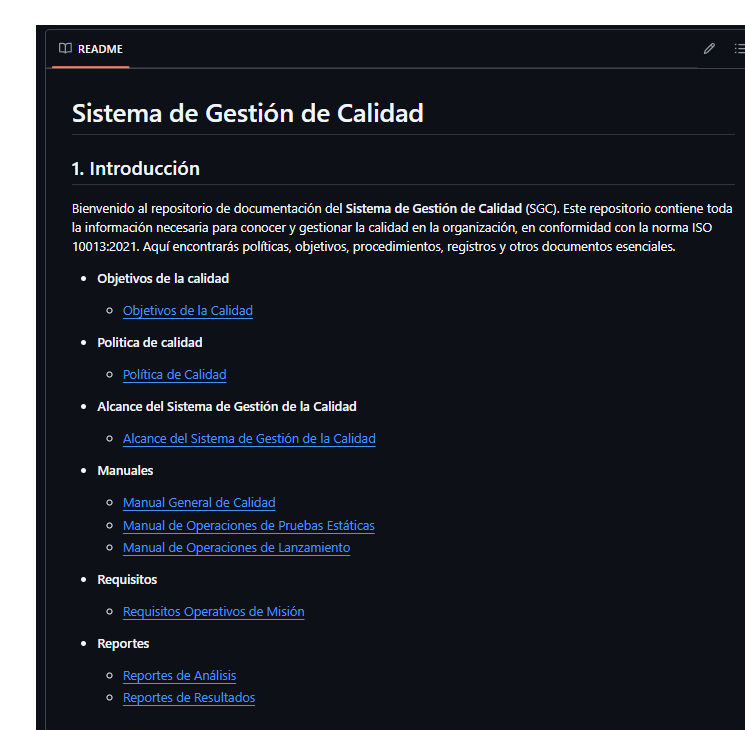 README
Sistema de Gestión de Calidad
1. Introducción
Bienvenido al repositorio de documentación del Sistema de Gestión de Calidad (SGC). Este repositorio contiene toda
la información necesaria para conocer y gestionar la calidad en la organización, en conformidad con la norma ISO
10013:2021. Aquí encontrarás políticas, objetivos, procedimientos, registros y otros documentos esenciales.
Objetivos de la calidad
Objetivos de la Calidad
Politica de calidad
Política de Calidad
Alcance del Sistema de Gestión de la Calidad
Alcance del Sistema de Gestión de la Calidad
Manuales
Manual General de Calidad
Manual de Operaciones de Pruebas Estáticas
Manual de Operaciones de Lanzamiento
Requisitos
Requisitos Operativos de Misión
Reportes
Reportes de Análisis
Reportes de Resultados